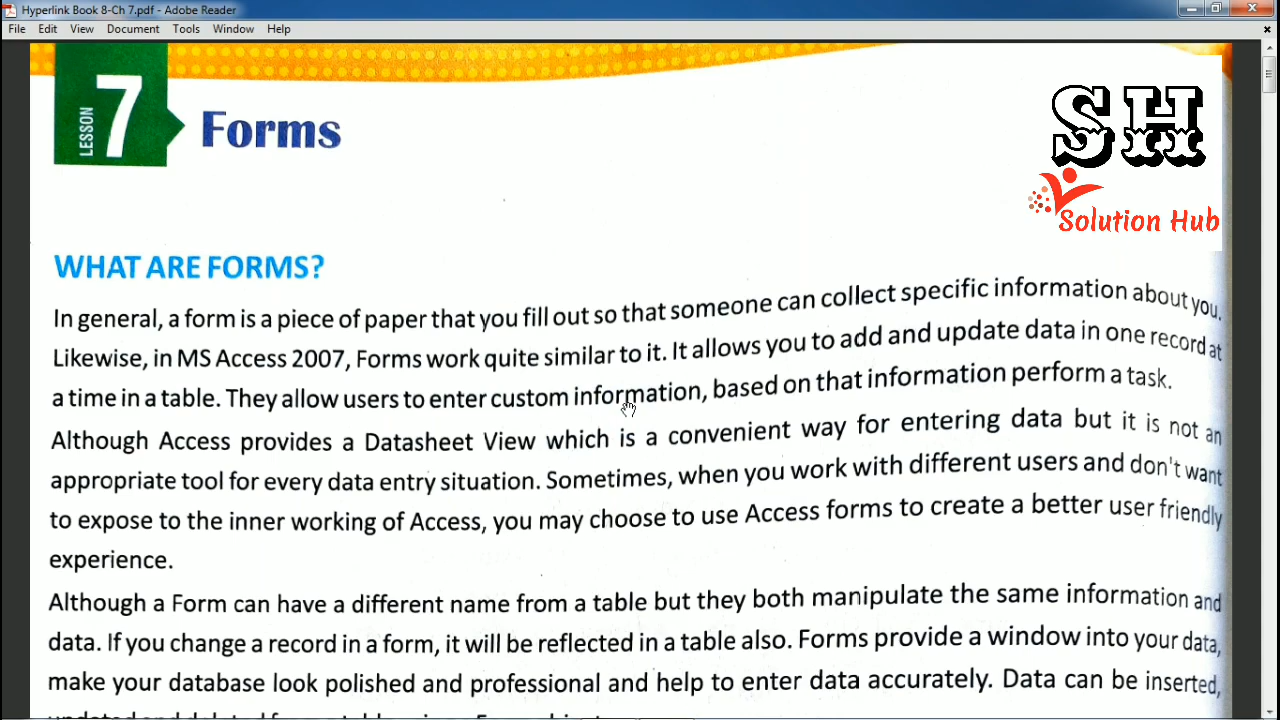 Hyperlink Book 8-Ch 7.pdf - Adobe Reader
File Edit View Document Tools Window Help
LESSON 7
Forms
SH
Solution Hub
WHAT ARE FORMS?
In general, a form is a piece of paper that you fill out so that someone can collect specific information about you.
Likewise, in MS Access 2007, Forms work quite similar to it. It allows you to add and update data in one record at
a time in a table. They allow users to enter custom information, based on that information perform a task.
Although Access provides a Datasheet View which is a convenient way for entering data but it is not an
appropriate tool for every data entry situation. Sometimes, when you work with different users and don't want
to expose to the inner working of Access, you may choose to use Access forms to create a better user friendly
experience.
Although a Form can have a different name from a table but they both manipulate the same information and
data. If you change a record in a form, it will be reflected in a table also. Forms provide a window into your data,
make your database look polished and professional and help to enter data accurately. Data can be inserted,